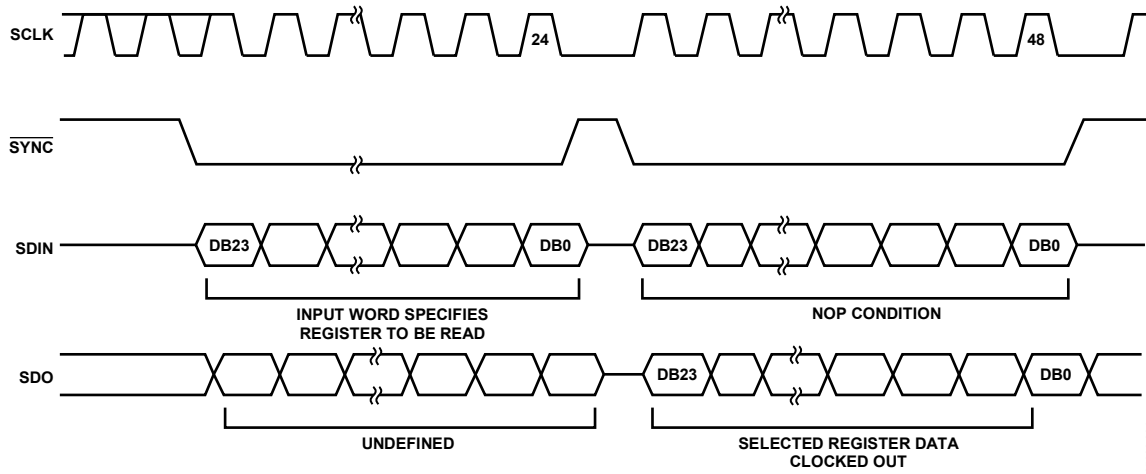 SCLK
24
48
SYNC
SDIN
DB23
DB0
DB23
DB0
INPUT WORD SPECIFIES
REGISTER TO BE READ
NOP CONDITION
SDO
DB23
DB0
UNDEFINED
SELECTED REGISTER DATA
CLOCKED OUT